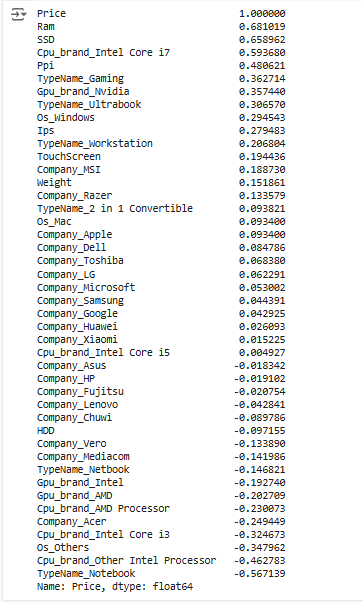 Price 1.000000
Ram 0.681019
SSD 0.658962
Cpu_brand_Intel Core i7 0.593680
Ppi 0.480621
TypeName_Gaming 0.362714
Gpu_brand_Nvidia 0.357440
TypeName_Ultrabook 0.306570
Os_Windows 0.294543
Ips 0.279483
TypeName_Workstation 0.206804
TouchScreen 0.194436
Company_MSI 0.188730
Weight 0.151861
Company_Razer 0.133579
TypeName_2 in 1 Convertible 0.093821
Os_Mac 0.093400
Company_Apple 0.093400
Company_Dell 0.084786
Company_Toshiba 0.068380
Company_LG 0.062291
Company_Microsoft 0.053002
Company_Samsung 0.044391
Company_Google 0.042925
Company_Huawei 0.026093
Company_Xiaomi 0.015225
Cpu_brand_Intel Core i5 0.004927
Company_Asus -0.018342
Company_HP -0.019102
Company_Fujitsu -0.020754
Company_Lenovo -0.042841
Company_Chuwi -0.089786
HDD -0.097155
Company_Vero -0.133890
Company_Mediacom -0.141986
TypeName_Netbook -0.146821
Gpu_brand_Intel -0.192740
Gpu_brand_AMD -0.202709
Cpu_brand_AMD Processor -0.230073
Company_Acer -0.249449
Cpu_brand_Intel Core i3 -0.324673
Os_Others -0.347962
Cpu_brand_Other Intel Processor -0.462783
TypeName_Notebook -0.567139
Name: Price, dtype: float64